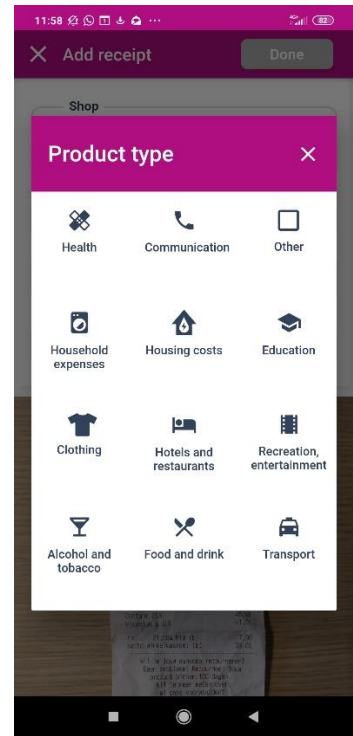 11:58
82
Add receipt
Done
Shop
Product type
Health
Communication
Other
Household
expenses
Housing costs
Education
Clothing
Hotels and
restaurants
Recreation,
entertainment
Alcohol and
tobacco
Food and drink
Transport